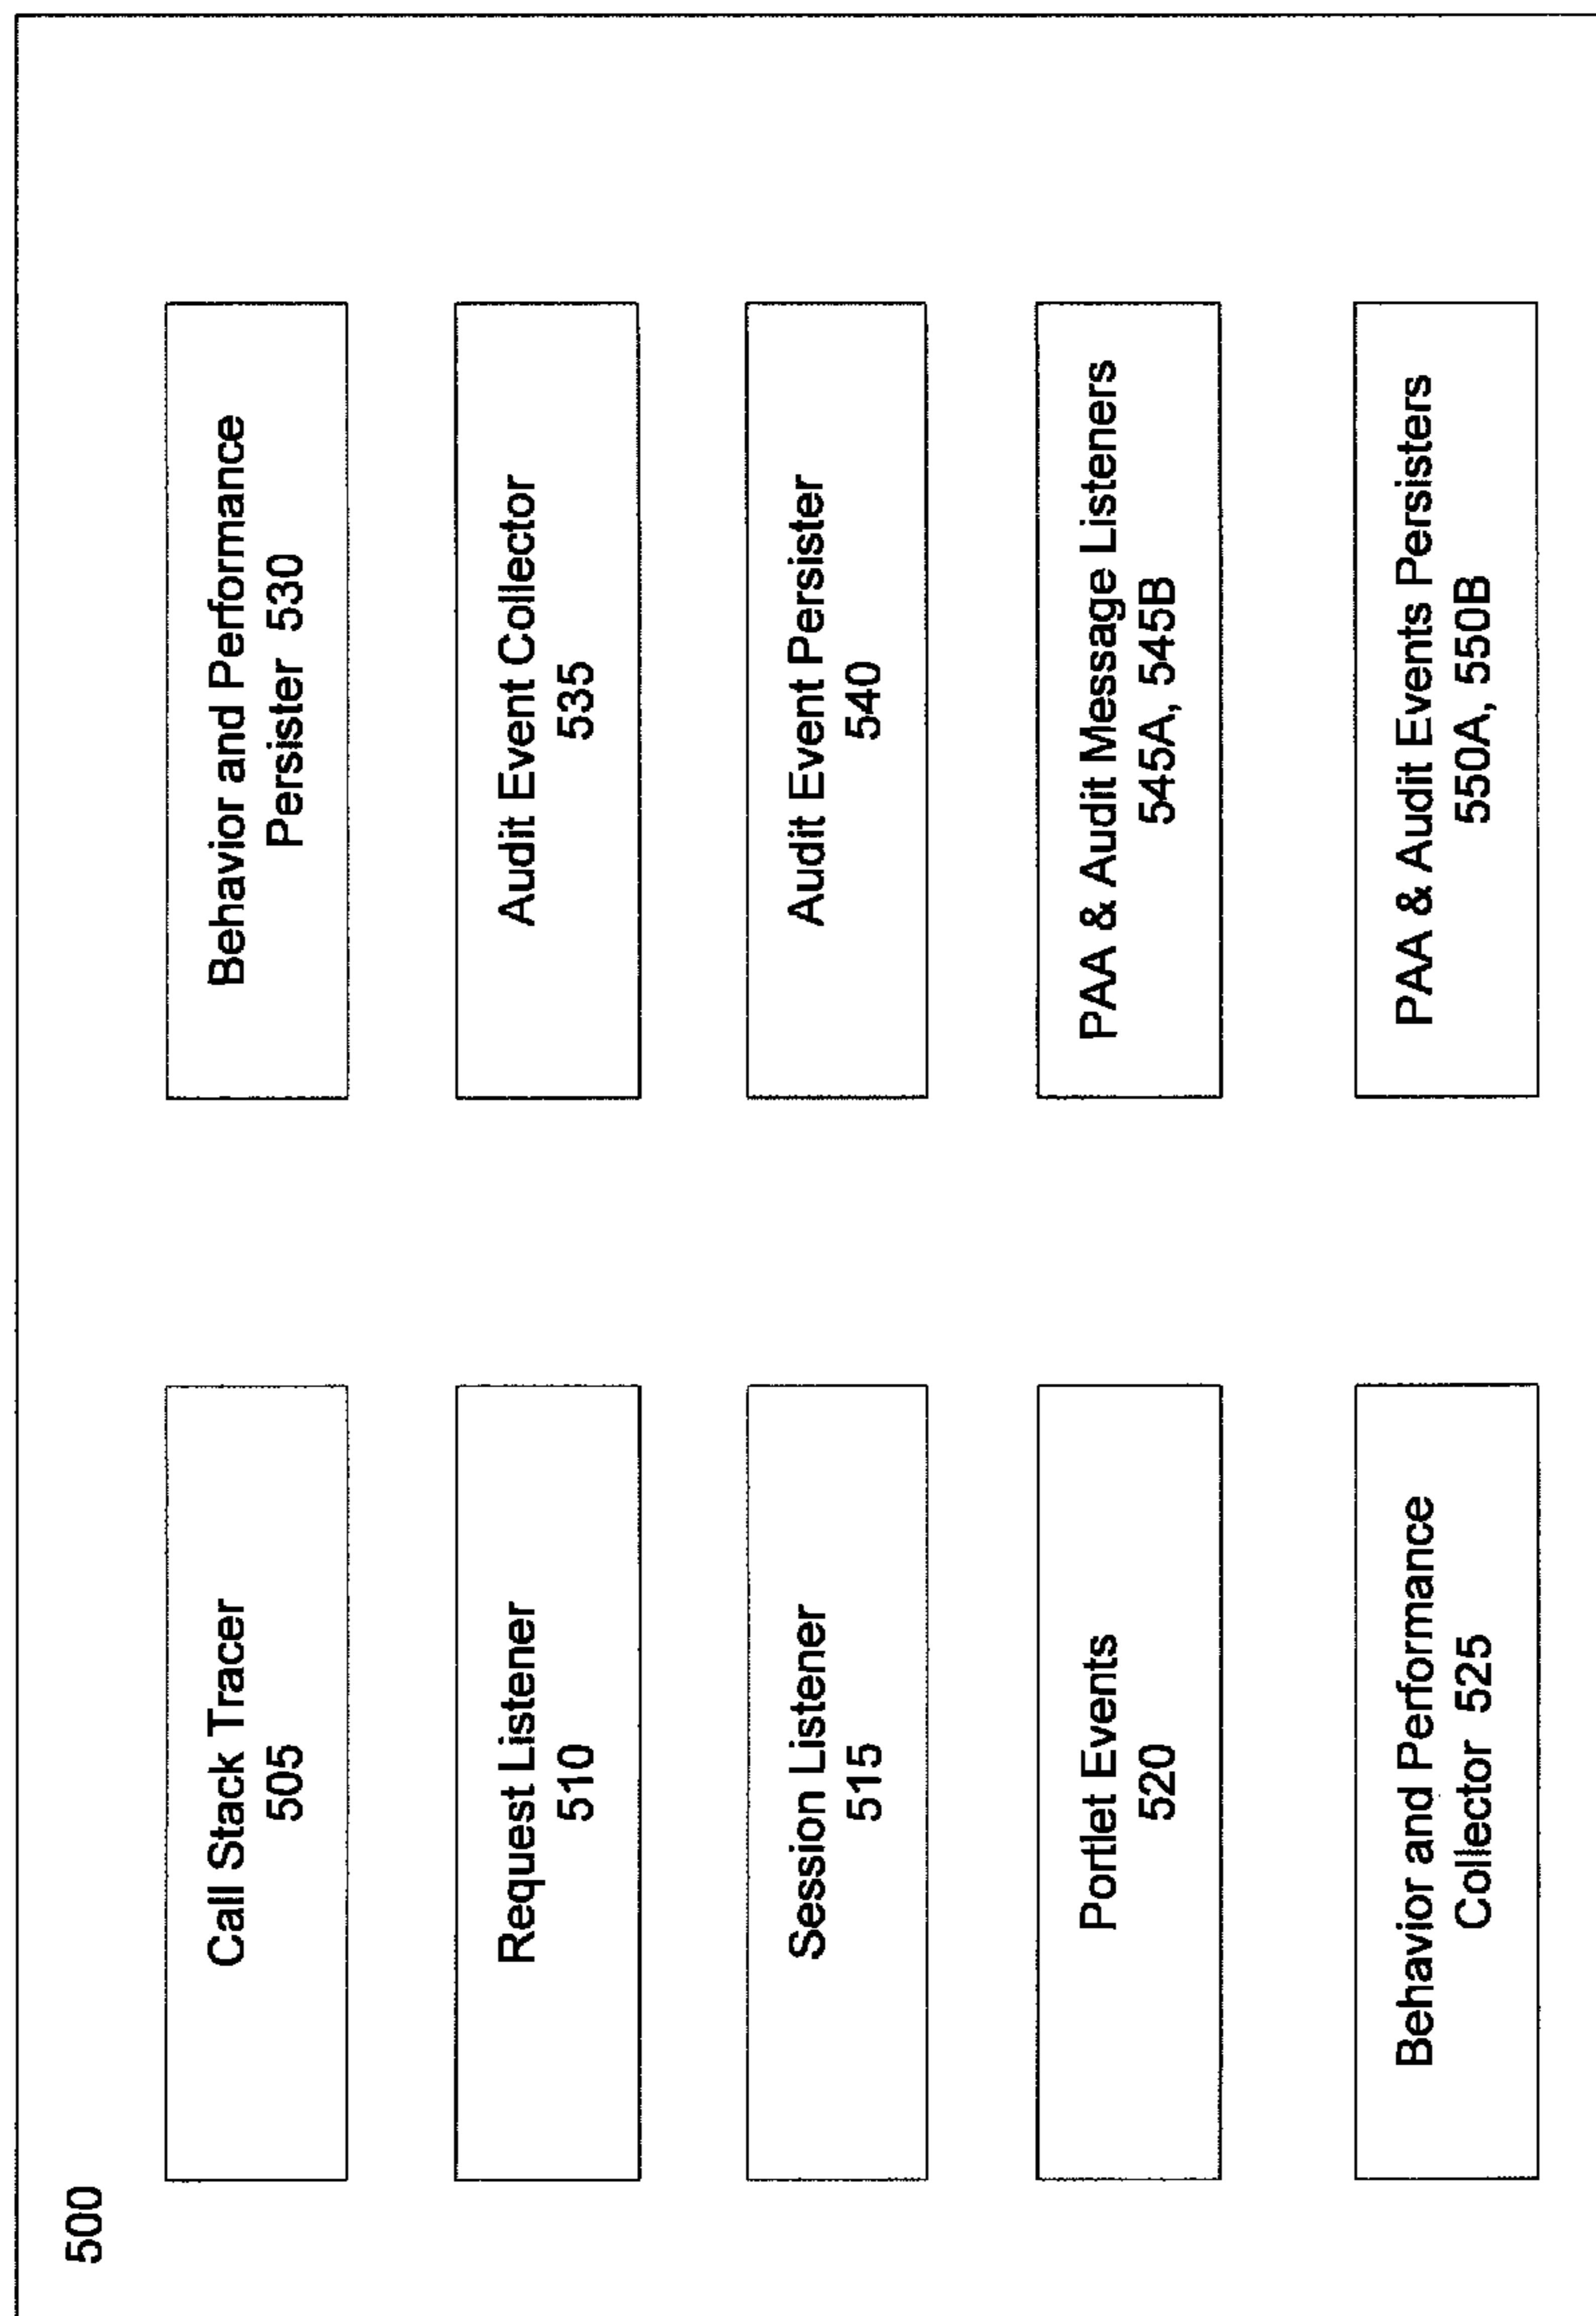 500
Call Stack Tracer
505
Request Listener
510
Session Listener
515
Portlet Events
520
Behavior and Performance
Collector 525
Behavior and Performance
Persister 530
Audit Event Collector
535
Audit Event Persister
540
PAA & Audit Message Listeners
545A, 545B
PAA & Audit Events Persisters
550A, 550B